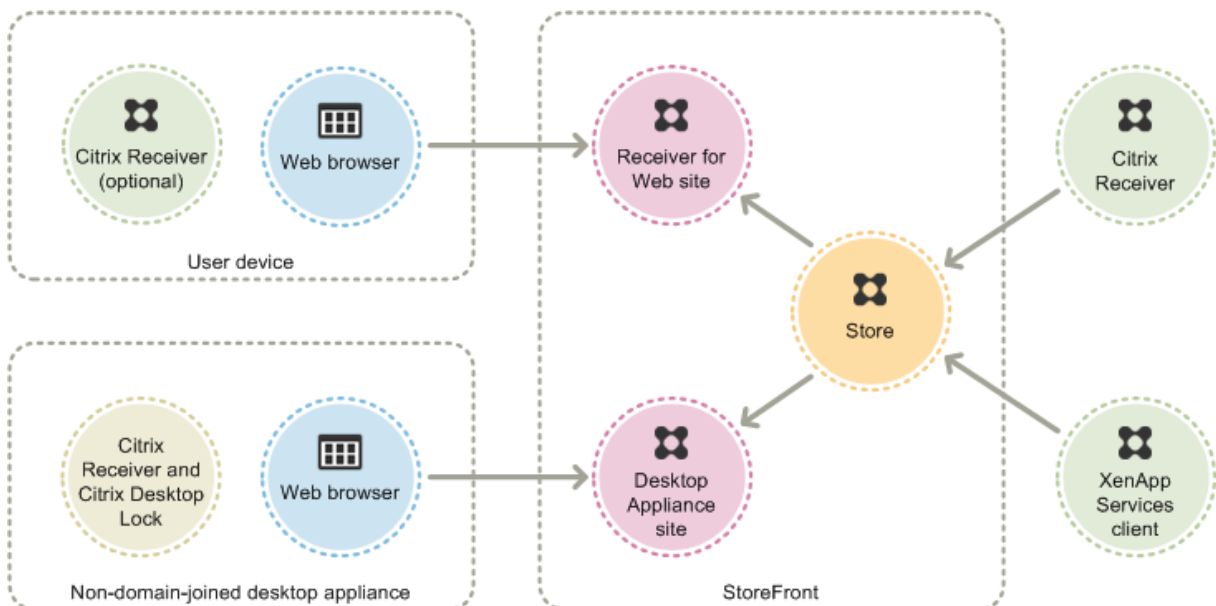 Citrix Receiver
(optional)
Web browser
User device
Receiver for
Web site
Citrix
Receiver
Store
Citrix
Receiver and
Citrix Desktop
Lock
Web browser
Non-domain-joined desktop appliance
Desktop
Appliance
site
StoreFront
XenApp
Services
client